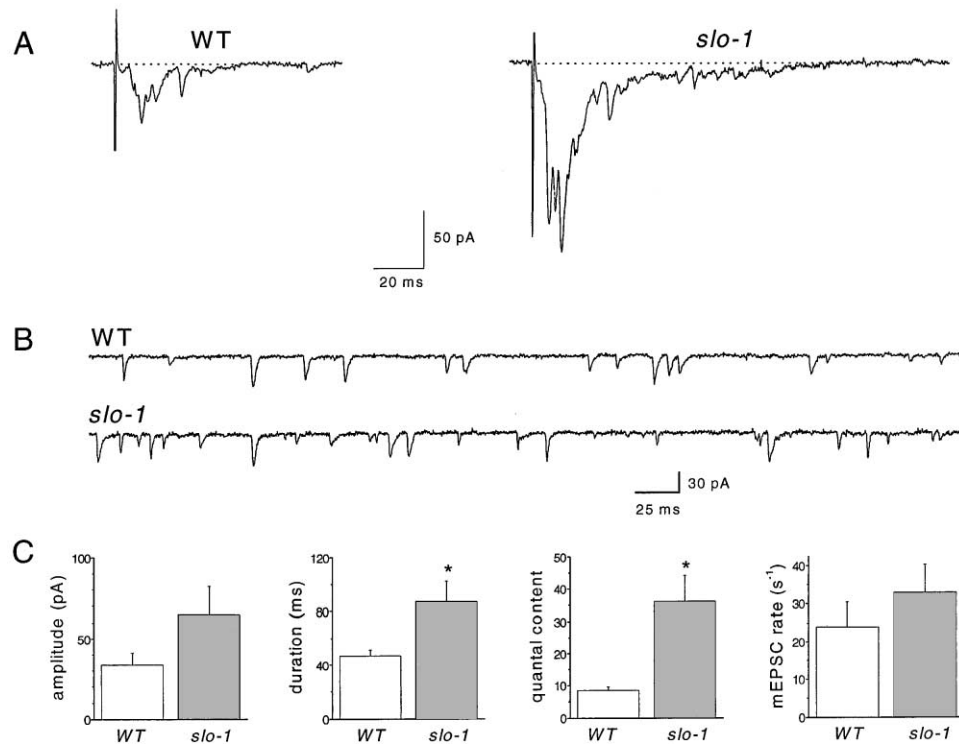 A
WT
slo-1
50 pA
20 ms
B
WT
slo-1
30 pA
25 ms
C
amplitude (pA)
100
50
0
WT
slo-1
duration (ms)
120
80
40
0
*
WT
slo-1
quantal content
50
40
30
20
10
0
*
WT
slo-1
mEPSC rate (s⁻¹)
40
30
20
10
0
WT
slo-1